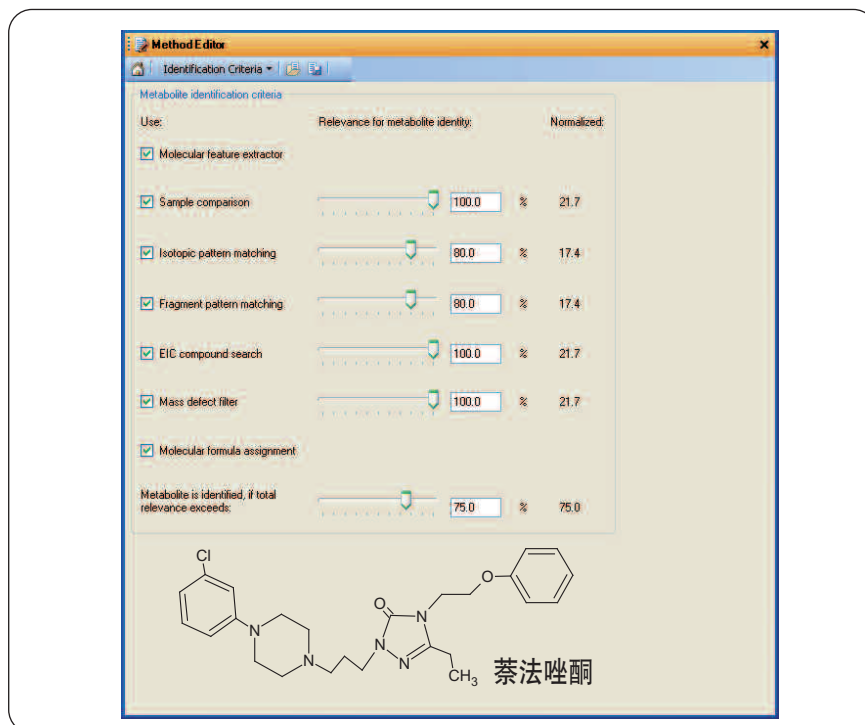 Method Editor
Identification Criteria
Metabolite identification criteria
Use: Relevance for metabolite identity: Normalized:
Molecular feature extractor
Sample comparison 100.0 % 21.7
Isotopic pattern matching 80.0 % 17.4
Fragment pattern matching 80.0 % 17.4
EIC compound search 100.0 % 21.7
Mass defect filter 100.0 % 21.7
Molecular formula assignment
Metabolite is identified, if total
relevance exceeds: 75.0 % 75.0
Cl
O
O
N
N
N
N
N
CH3
萘法唑酮